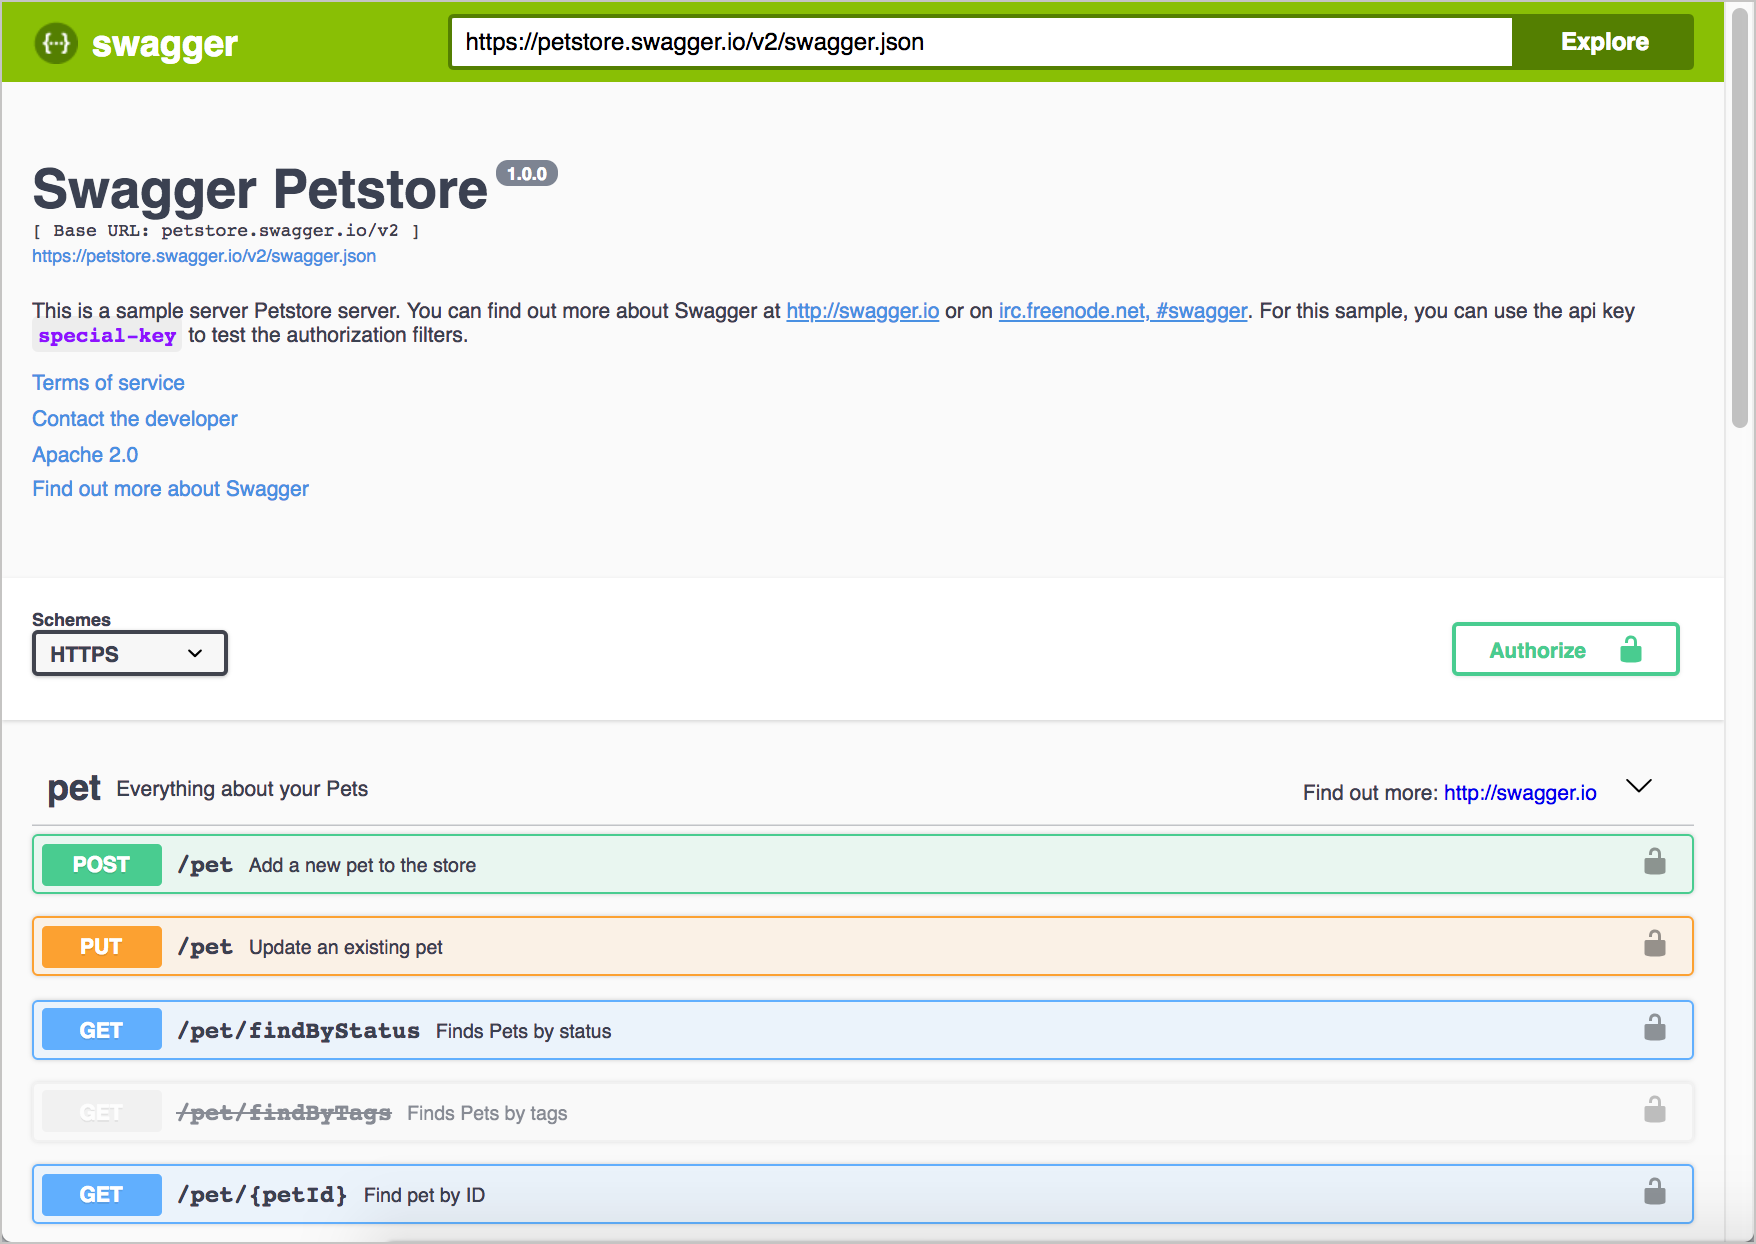 {···} swagger
https://petstore.swagger.io/v2/swagger.json
Explore
Swagger Petstore 1.0.0
[ Base URL: petstore.swagger.io/v2 ]
https://petstore.swagger.io/v2/swagger.json
This is a sample server Petstore server. You can find out more about Swagger at http://swagger.io or on irc.freenode.net, #swagger. For this sample, you can use the api key
special-key to test the authorization filters.
Terms of service
Contact the developer
Apache 2.0
Find out more about Swagger
Schemes
HTTPS
Authorize
pet Everything about your Pets
Find out more: http://swagger.io
POST /pet Add a new pet to the store
PUT /pet Update an existing pet
GET /pet/findByStatus Finds Pets by status
GET /pet/findByTags Finds Pets by tags
GET /pet/{petId} Find pet by ID